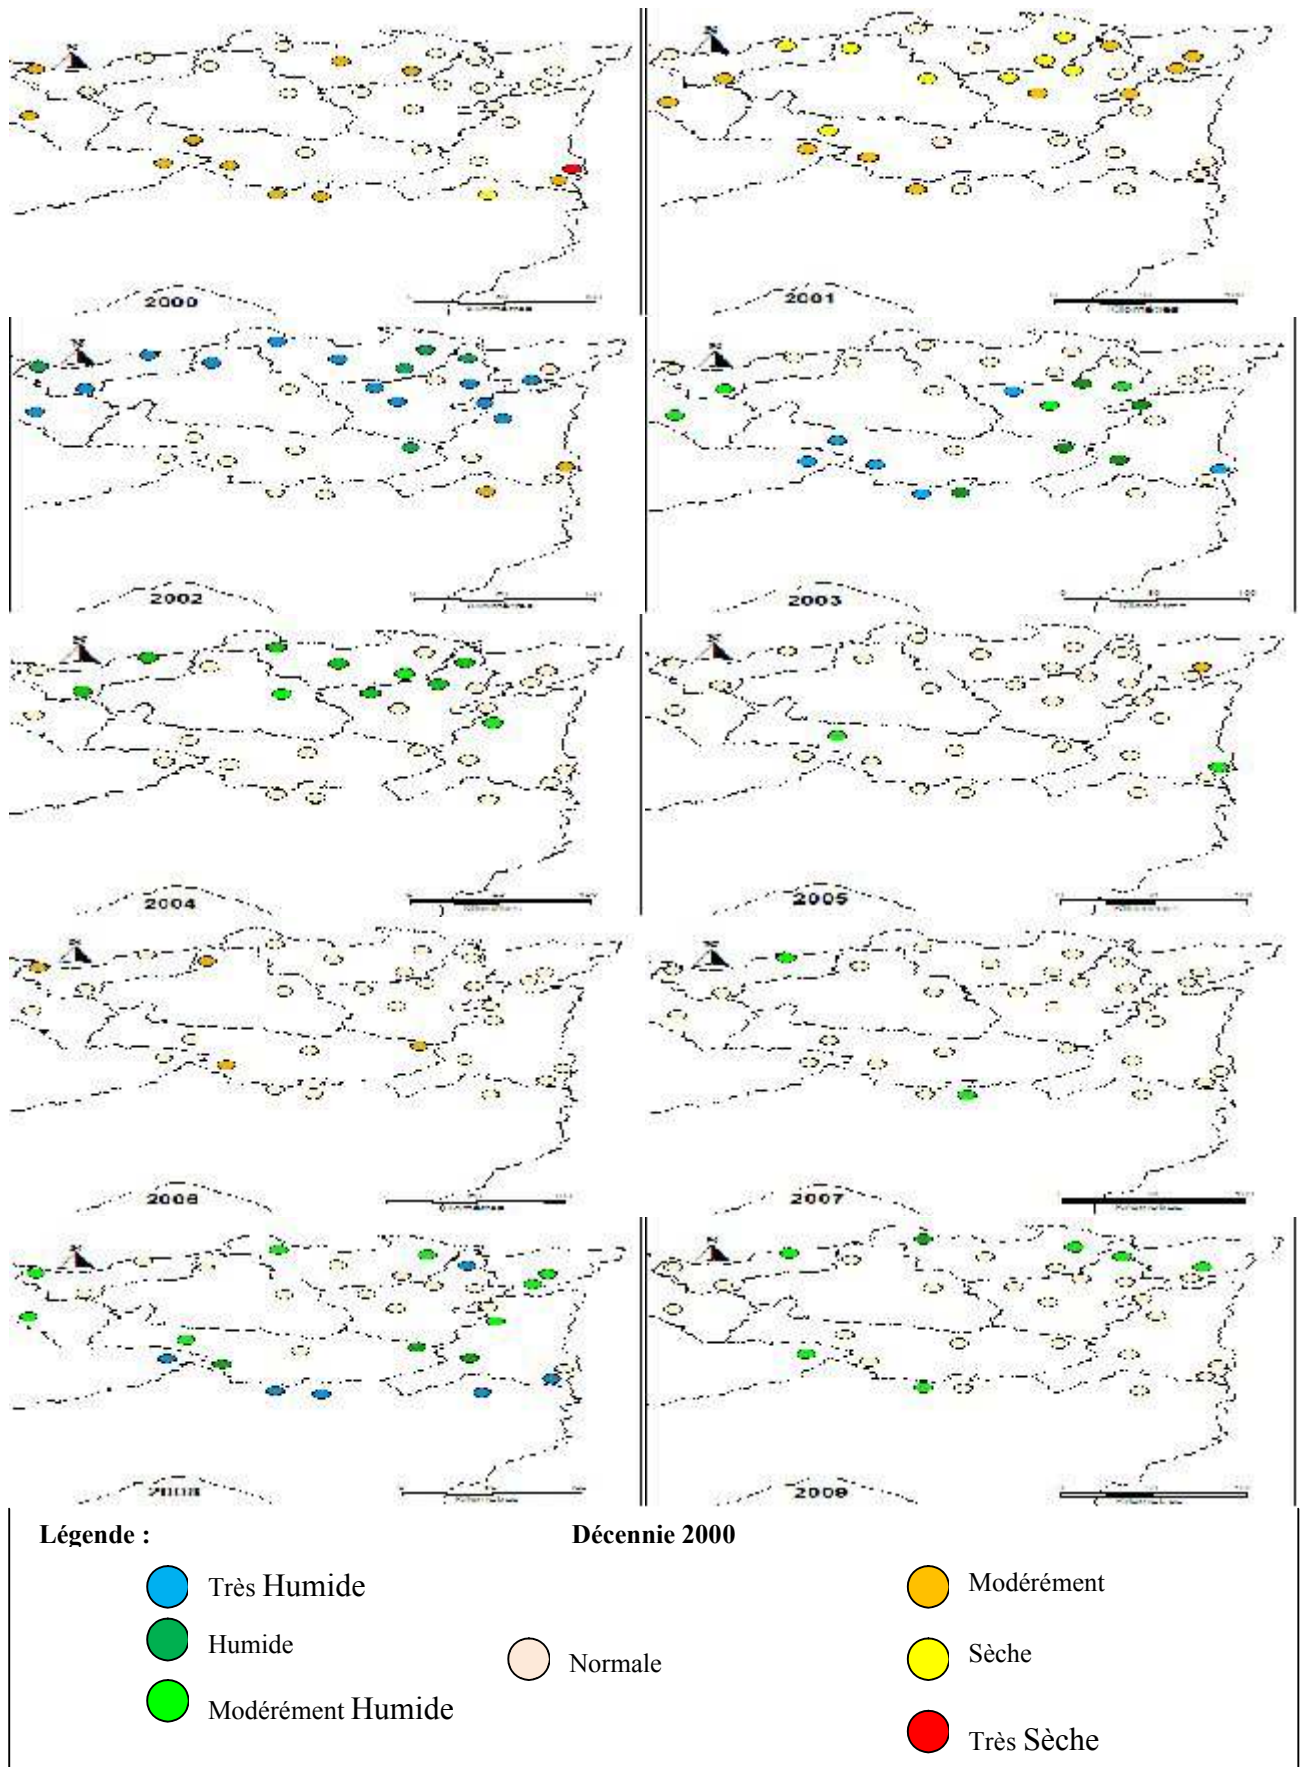 N
N
2000
2001
N
N
2002
2003
N
N
2004
2005
N
N
2006
2007
N
N
2008
2009
Légende :
Décennie 2000
Très Humide
Modérément
Humide
Normale
Sèche
Modérément Humide
Très Sèche